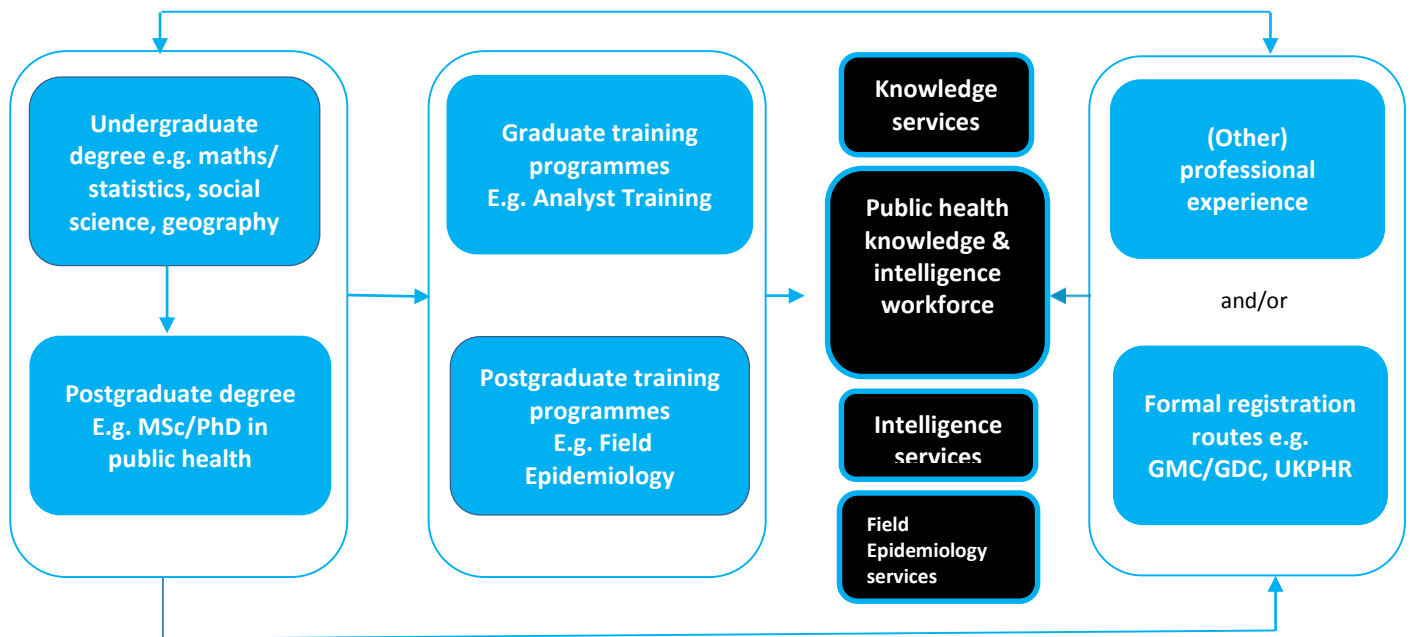 Undergraduate
degree e.g. maths/
statistics, social
science, geography
Postgraduate degree
E.g. MSc/PhD in
public health
Graduate training
programmes
E.g. Analyst Training
Postgraduate training
programmes
E.g. Field
Epidemiology
Knowledge
services
Public health
knowledge &
intelligence
workforce
Intelligence
services
Field
Epidemiology
services
(Other)
professional
experience
and/or
Formal registration
routes e.g.
GMC/GDC, UKPHR